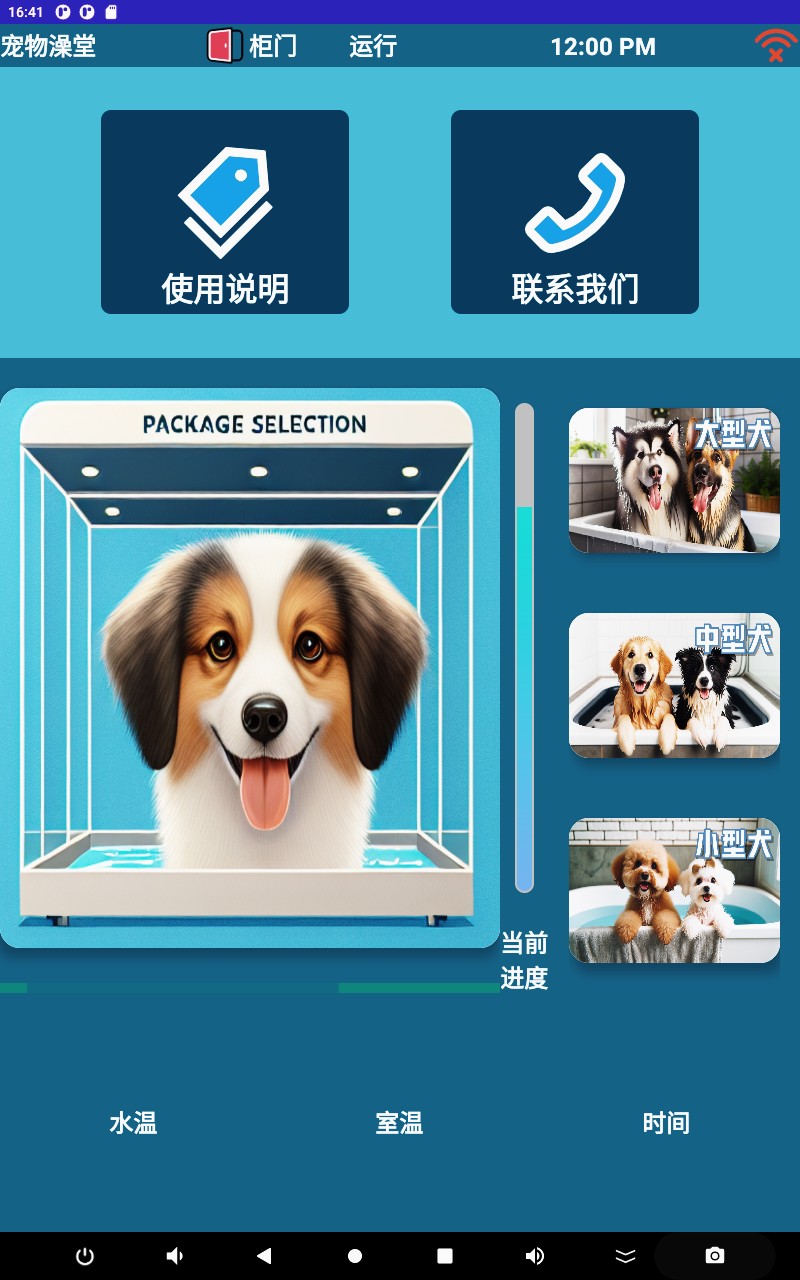 16:41
宠物澡堂 柜门 运行 12:00 PM
使用说明 联系我们
PACKAGE SELECTION
大型犬
中型犬
小型犬
当前
进度
水温 室温 时间